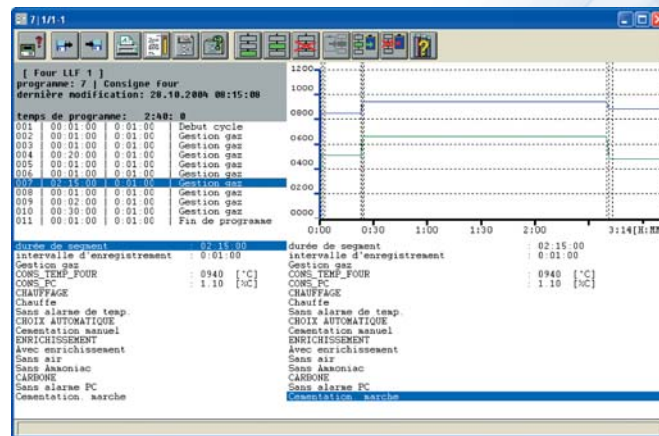 7|1/1-1
[ Four LLF 1 ]
programme: 7 | Consigne four
dernière modification: 28.10.2004 08:15:08
temps de programme: 2:40: 0
001 | 00:01:00 | 0:01:00 | Debut cycle
002 | 00:01:00 | 0:01:00 | Gestion gaz
003 | 00:01:00 | 0:01:00 | Gestion gaz
004 | 00:20:00 | 0:01:00 | Gestion gaz
005 | 00:01:00 | 0:01:00 | Gestion gaz
006 | 00:01:00 | 0:01:00 | Gestion gaz
007 | 02:15:00 | 0:01:00 | Gestion gaz
008 | 00:01:00 | 0:01:00 | Gestion gaz
009 | 00:02:00 | 0:01:00 | Gestion gaz
010 | 00:30:00 | 0:01:00 | Gestion gaz
011 | 00:01:00 | 0:01:00 | Fin de programme
1200
1000
0800
0600
0400
0200
0000
0:00 0:30 1:00 1:30 2:00 3:14[H:MM
durée de segment : 02:15:00
intervalle d'enregistrement : 0:01:00
Gestion gaz
CONS_TEMP_FOUR : 0940 [°C]
CONS_PC : 1.10 [%C]
CHAUFFAGE
Chauffe
Sans alarme de temp.
CHOIX AUTOMATIQUE
Cementation manuel
ENRICHISSEMENT
Avec enrichissement
Sans air
Sans Ammoniac
CARBONE
Sans alarme PC
Cementation. marche
durée de segment : 02:15:00
intervalle d'enregistrement : 0:01:00
Gestion gaz
CONS_TEMP_FOUR : 0940 [°C]
CONS_PC : 1.10 [%C]
CHAUFFAGE
Chauffe
Sans alarme de temp.
CHOIX AUTOMATIQUE
Cementation manuel
ENRICHISSEMENT
Avec enrichissement
Sans air
Sans Ammoniac
CARBONE
Sans alarme PC
Cementation. marche